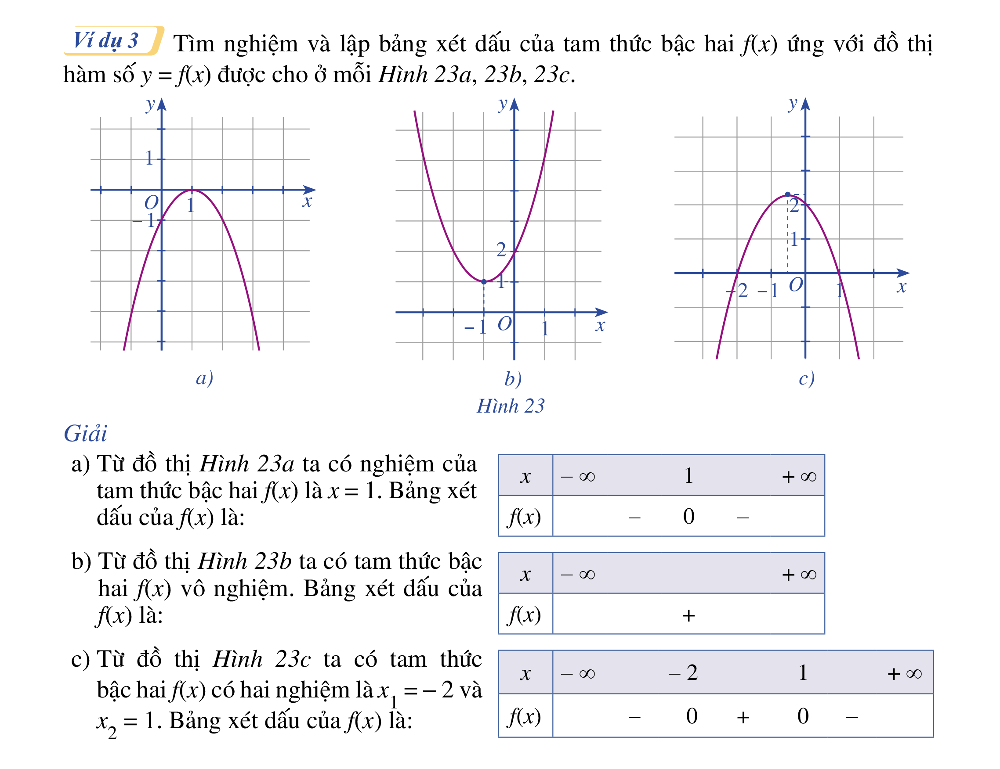 Ví dụ 3 Tìm nghiệm và lập bảng xét dấu của tam thức bậc hai f(x) ứng với đồ thị
hàm số y = f(x) được cho ở mỗi Hình 23a, 23b, 23c.
y
1
O
1
x
– 1
a)
y
2
1
– 1
O
1
x
b)
y
2
1
–2
–1
O
1
x
c)
Hình 23
Giải
a) Từ đồ thị Hình 23a ta có nghiệm của
tam thức bậc hai f(x) là x = 1. Bảng xét
dấu của f(x) là:
x – ∞ 1 + ∞
f(x) – 0 –
b) Từ đồ thị Hình 23b ta có tam thức bậc
hai f(x) vô nghiệm. Bảng xét dấu của
f(x) là:
x – ∞ + ∞
f(x) +
c) Từ đồ thị Hình 23c ta có tam thức
bậc hai f(x) có hai nghiệm là x₁ = – 2 và
x₂ = 1. Bảng xét dấu của f(x) là:
x – ∞ – 2 1 + ∞
f(x) – 0 + 0 –